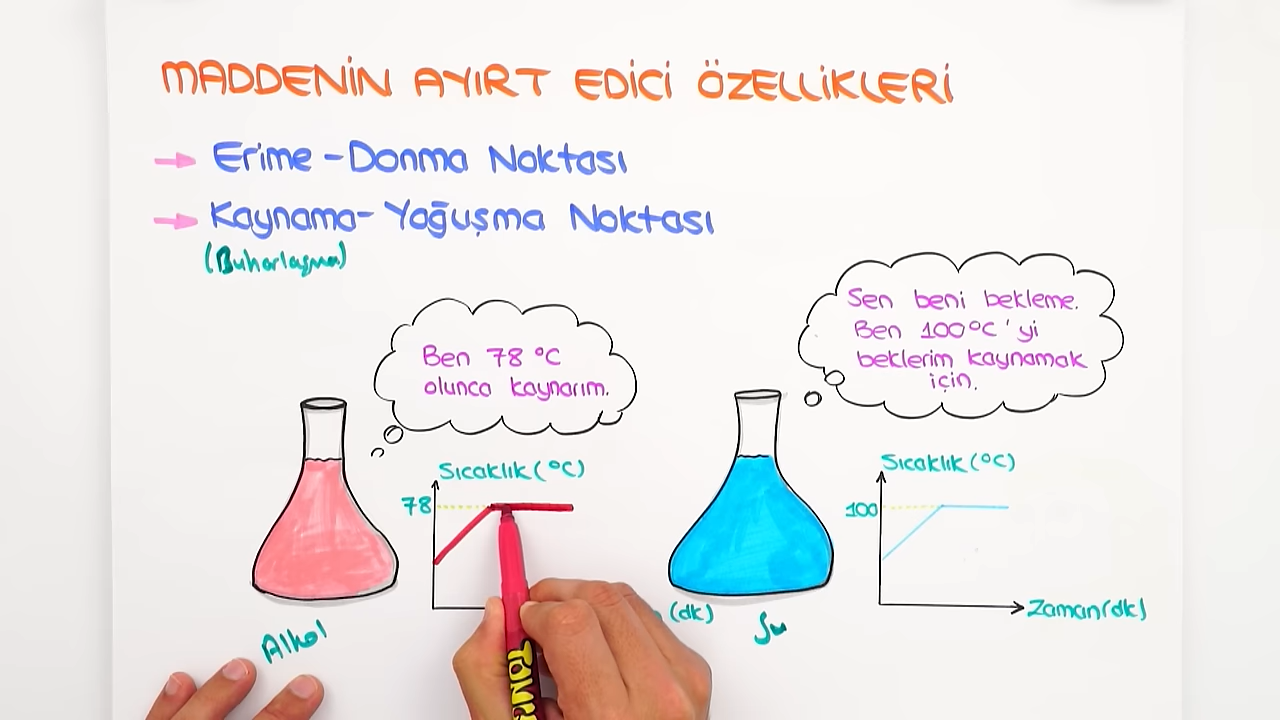 MADDENİN AYIRT EDİCİ ÖZELLİKLERİ
→ Erime - Donma Noktası
→ Kaynama - Yoğuşma Noktası
(Buharlaşma)
Ben 78 °C
olunca kaynarım.
Sen beni bekleme.
Ben 100°C'yi
beklerim kaynamak
için.
Sıcaklık (°C)
78
Alkol
(dk)
Sıcaklık (°C)
100
Zaman (dk)
Su